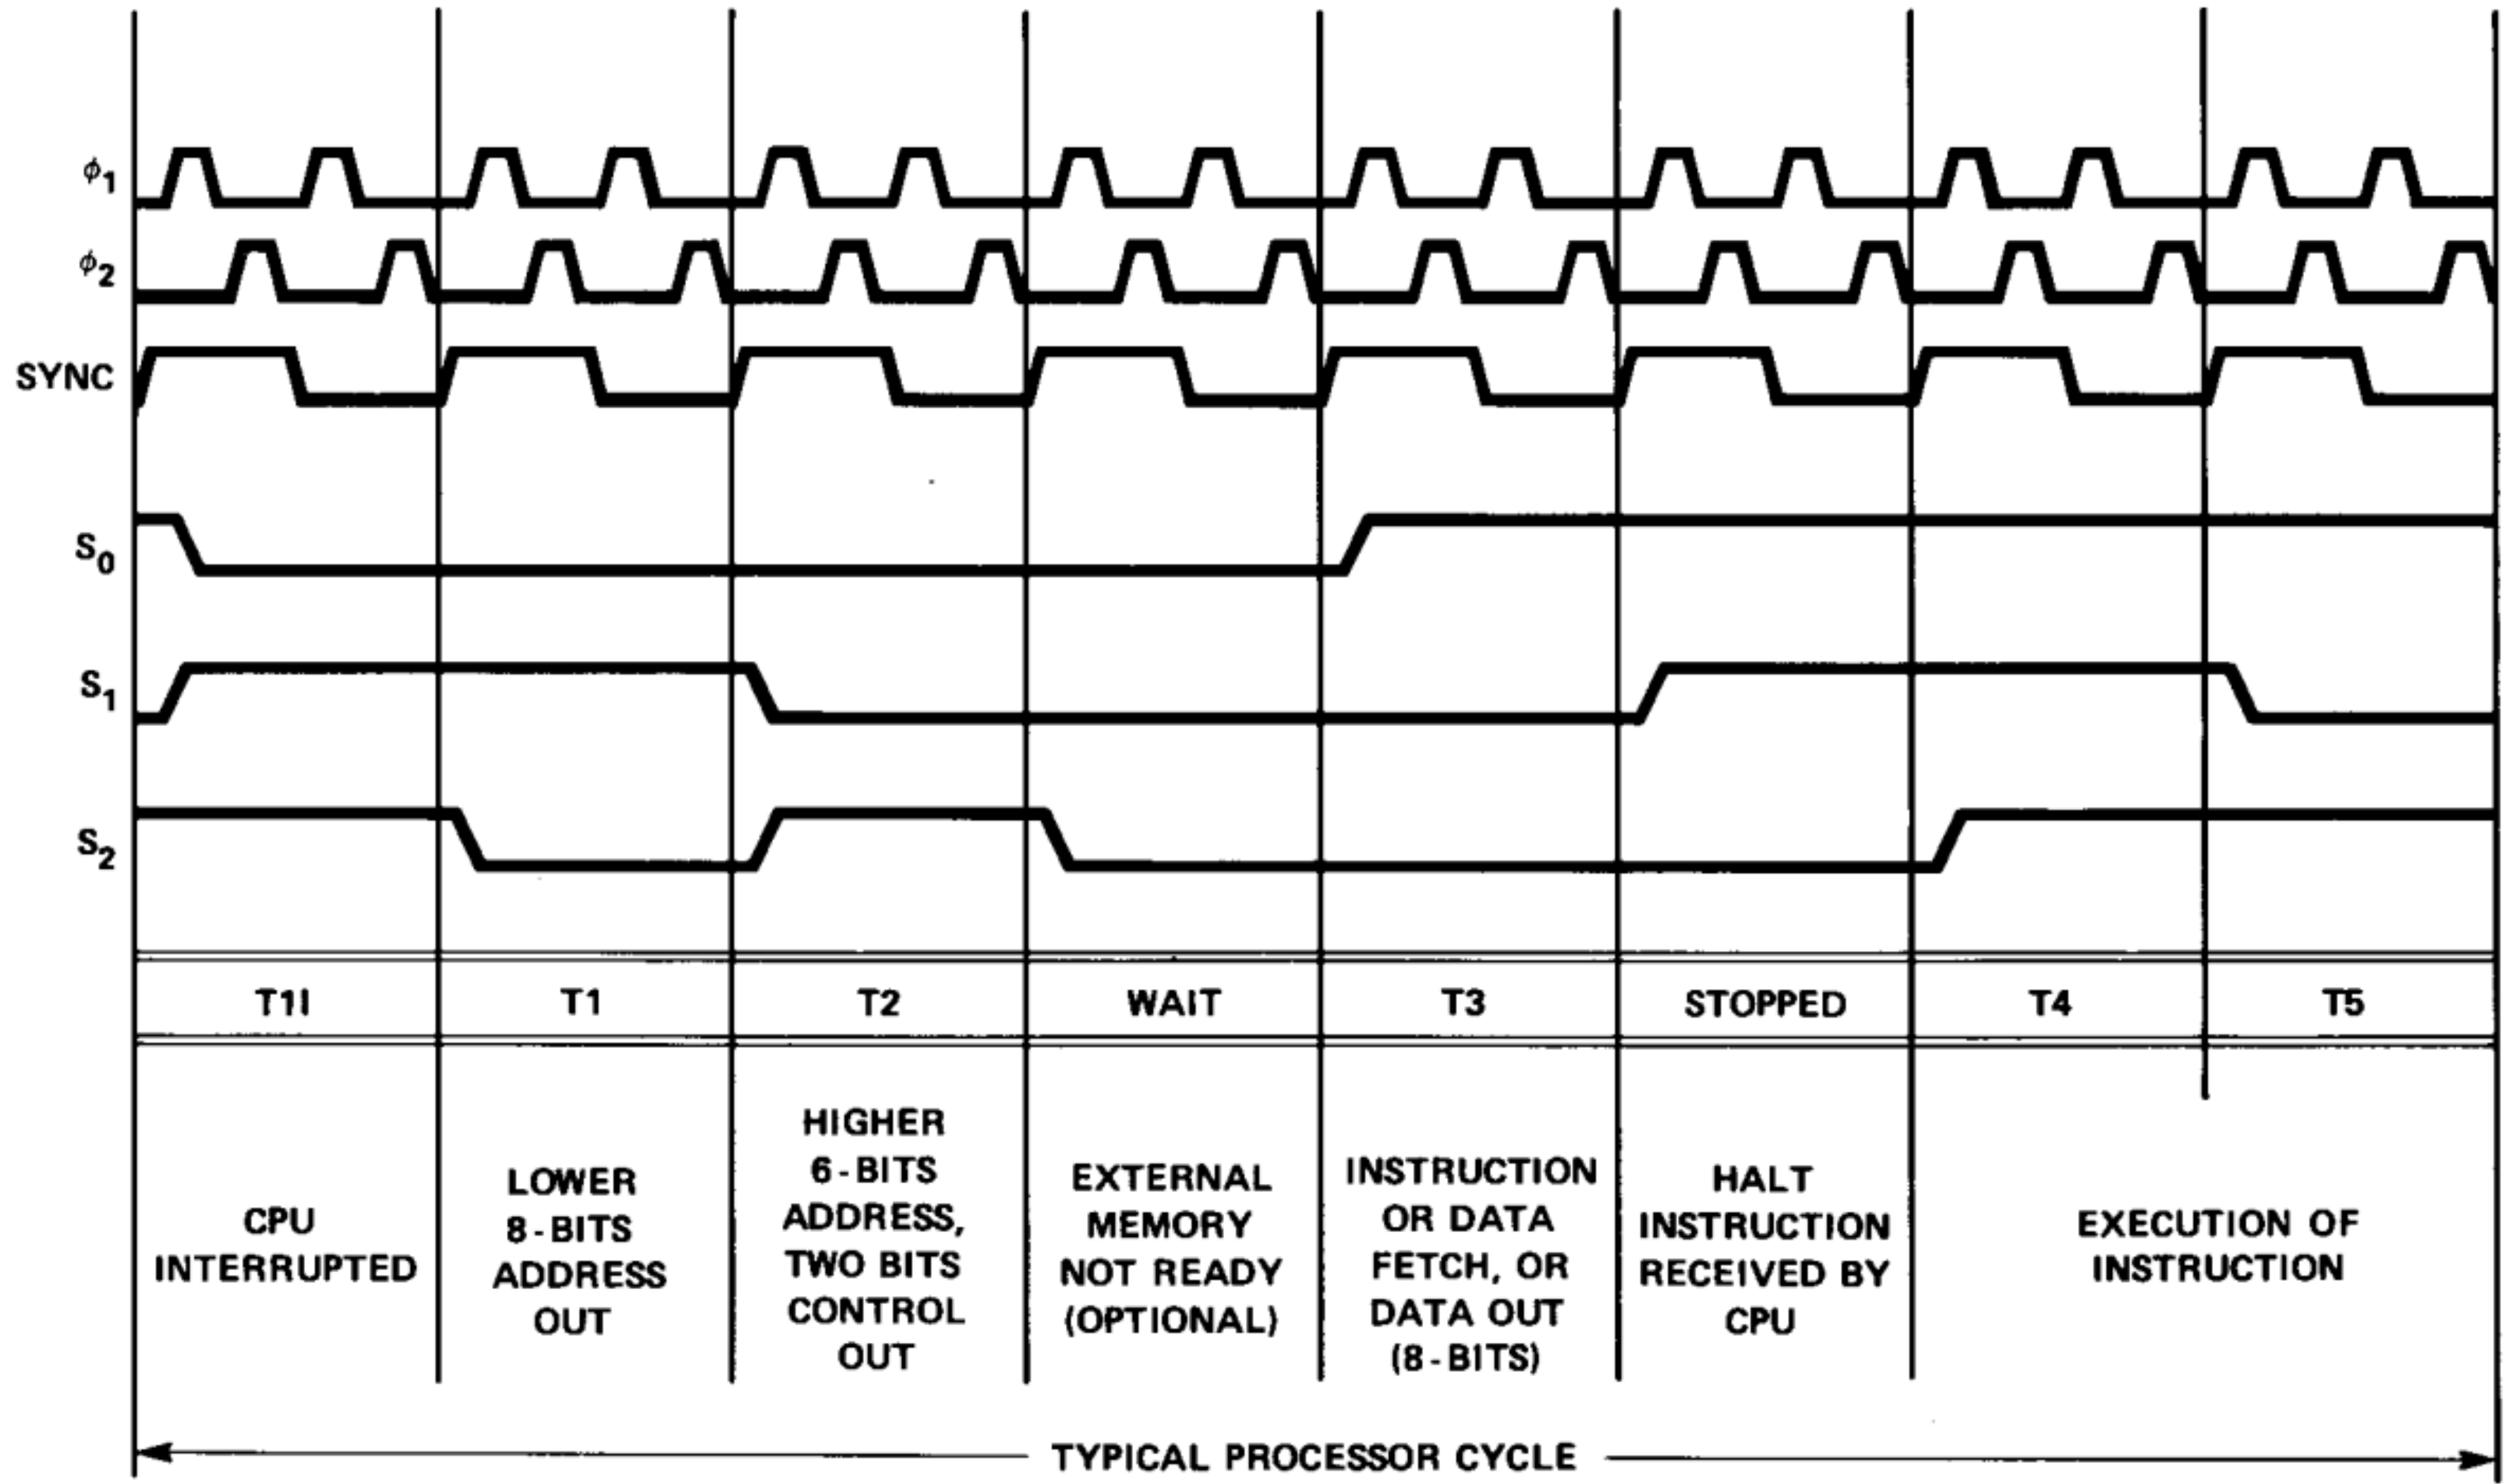 ϕ1
ϕ2
SYNC
S0
S1
S2
T1I
T1
T2
WAIT
T3
STOPPED
T4
T5
CPU
INTERRUPTED
LOWER
8-BITS
ADDRESS
OUT
HIGHER
6-BITS
ADDRESS,
TWO BITS
CONTROL
OUT
EXTERNAL
MEMORY
NOT READY
(OPTIONAL)
INSTRUCTION
OR DATA
FETCH, OR
DATA OUT
(8-BITS)
HALT
INSTRUCTION
RECEIVED BY
CPU
EXECUTION OF
INSTRUCTION
TYPICAL PROCESSOR CYCLE